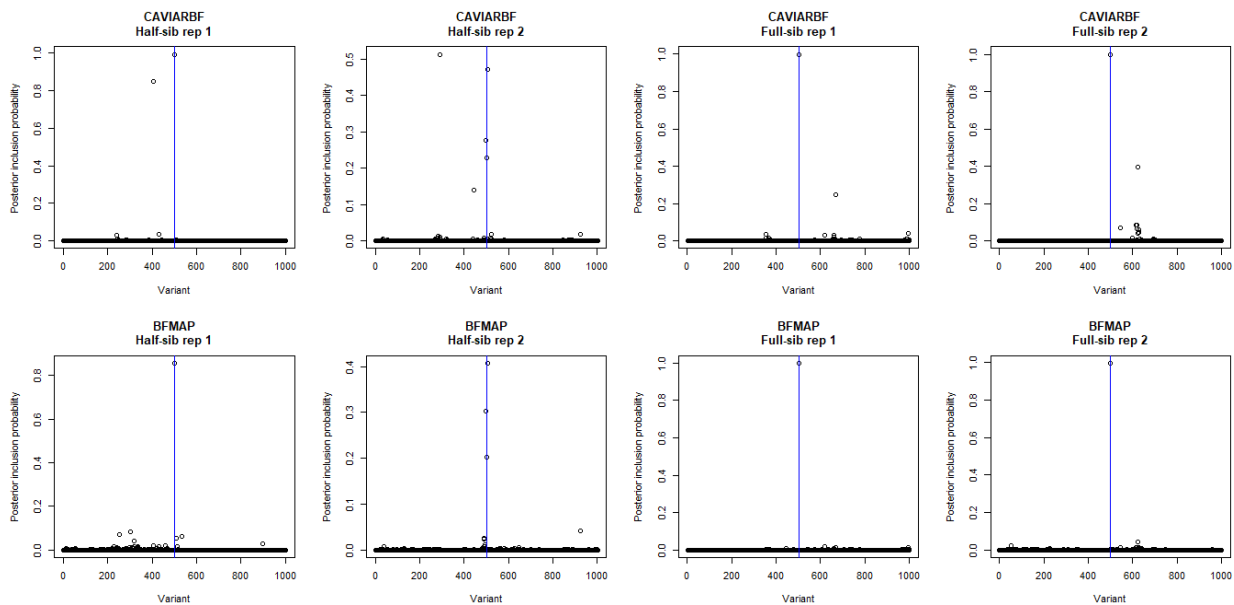 CAVIARBF
Half-sib rep 1
Posterior inclusion probability
0.0 0.2 0.4 0.6 0.8 1.0
0 200 400 600 800 1000
Variant
CAVIARBF
Half-sib rep 2
Posterior inclusion probability
0.0 0.1 0.2 0.3 0.4 0.5
0 200 400 600 800 1000
Variant
CAVIARBF
Full-sib rep 1
Posterior inclusion probability
0.0 0.2 0.4 0.6 0.8 1.0
0 200 400 600 800 1000
Variant
CAVIARBF
Full-sib rep 2
Posterior inclusion probability
0.0 0.2 0.4 0.6 0.8 1.0
0 200 400 600 800 1000
Variant
BFMAP
Half-sib rep 1
Posterior inclusion probability
0.0 0.2 0.4 0.6 0.8
0 200 400 600 800 1000
Variant
BFMAP
Half-sib rep 2
Posterior inclusion probability
0.0 0.1 0.2 0.3 0.4
0 200 400 600 800 1000
Variant
BFMAP
Full-sib rep 1
Posterior inclusion probability
0.0 0.2 0.4 0.6 0.8 1.0
0 200 400 600 800 1000
Variant
BFMAP
Full-sib rep 2
Posterior inclusion probability
0.0 0.2 0.4 0.6 0.8 1.0
0 200 400 600 800 1000
Variant